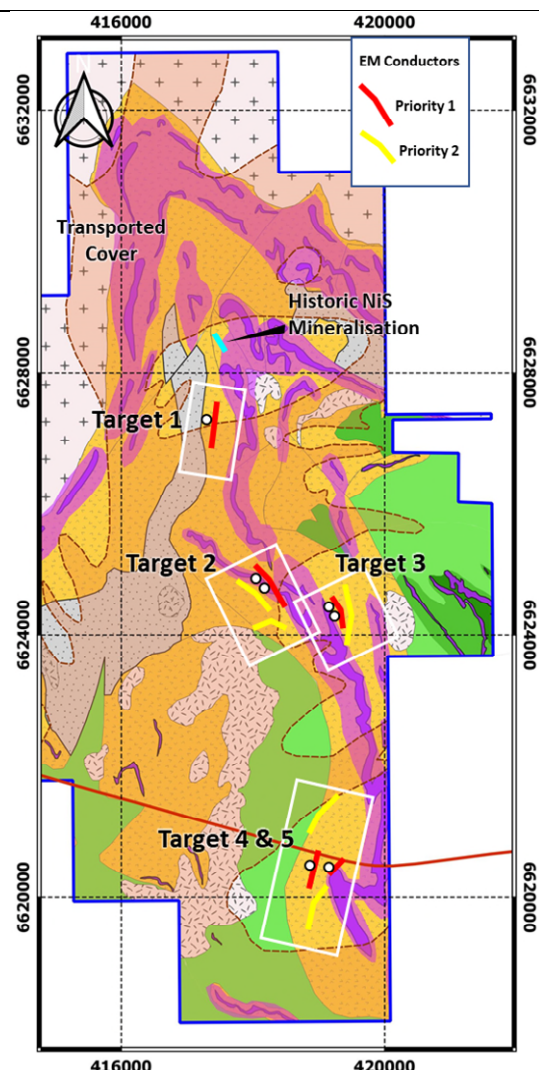 416000 420000
N
EM Conductors
Priority 1
Priority 2
6632000 6632000
Transported
Cover
Historic NiS
Mineralisation
6628000 6628000
Target 1
Target 2 Target 3
6624000 6624000
Target 4 & 5
6620000 6620000
416000 420000